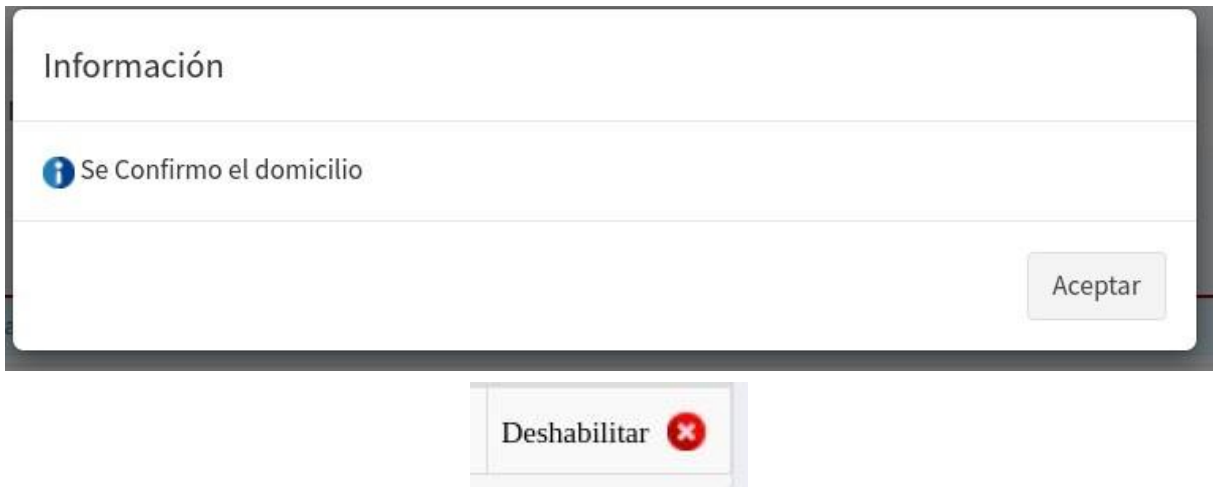 Información
Se Confirmo el domicilio
Aceptar
Deshabilitar